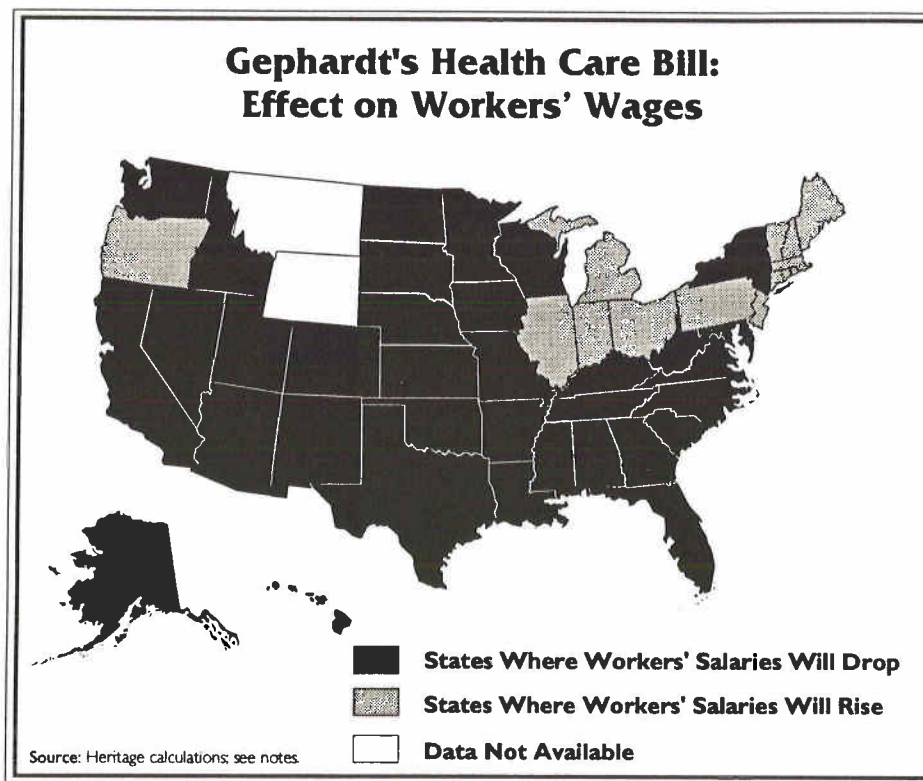 Gephardt's Health Care Bill:
Effect on Workers' Wages
States Where Workers' Salaries Will Drop
States Where Workers' Salaries Will Rise
Data Not Available
Source: Heritage calculations; see notes.